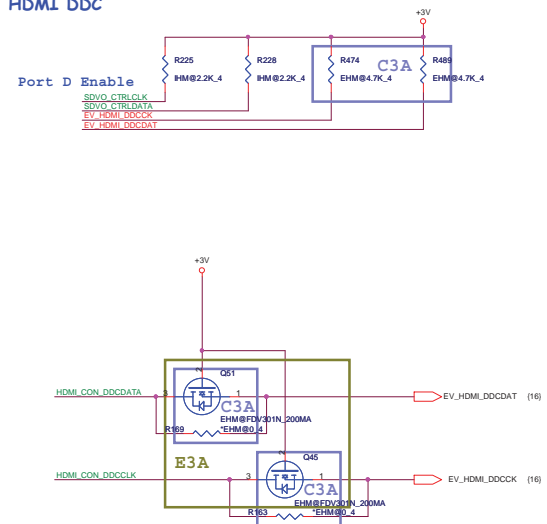 HDMI DDC
+3V
R225
R228
R474
C3A
R489
IHM@2.2K_4
IHM@2.2K_4
EHM@4.7K_4
EHM@4.7K_4
Port D Enable
SDVO_CTRLCLK
SDVO_CTRLDATA
EV_HDMI_DDCCK
EV_HDMI_DDCDAT
+3V
2
Q51
HDMI_CON_DDCDATA
3
1
EV_HDMI_DDCDAT (16)
C3A
EHM@FDV301N_200MA
R169
*EHM@0_4
E3A
2
Q45
HDMI_CON_DDCCLK
3
1
EV_HDMI_DDCCK (16)
C3A
EHM@FDV301N_200MA
R163
*EHM@0_4